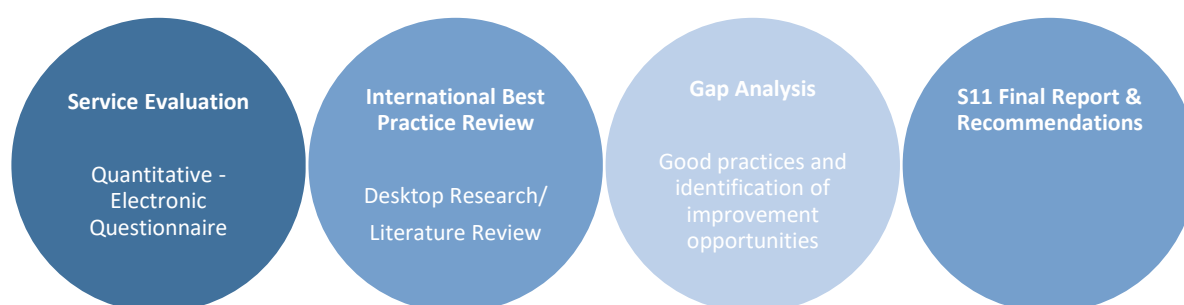 Service Evaluation
Quantitative -
Electronic
Questionnaire
International Best
Practice Review
Desktop Research/
Literature Review
Gap Analysis
Good practices and
identification of
improvement
opportunities
S11 Final Report &
Recommendations